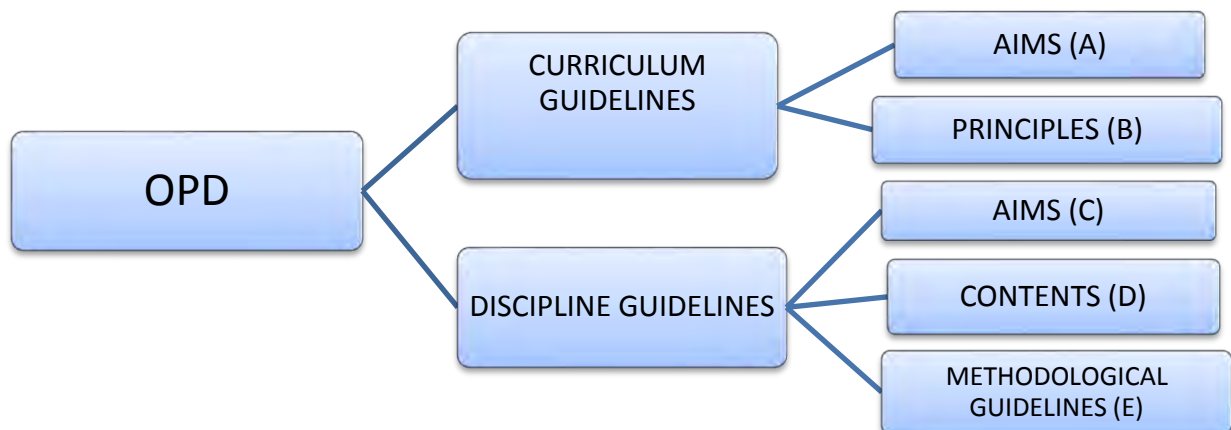 OPD
CURRICULUM
GUIDELINES
AIMS (A)
PRINCIPLES (B)
DISCIPLINE GUIDELINES
AIMS (C)
CONTENTS (D)
METHODOLOGICAL
GUIDELINES (E)